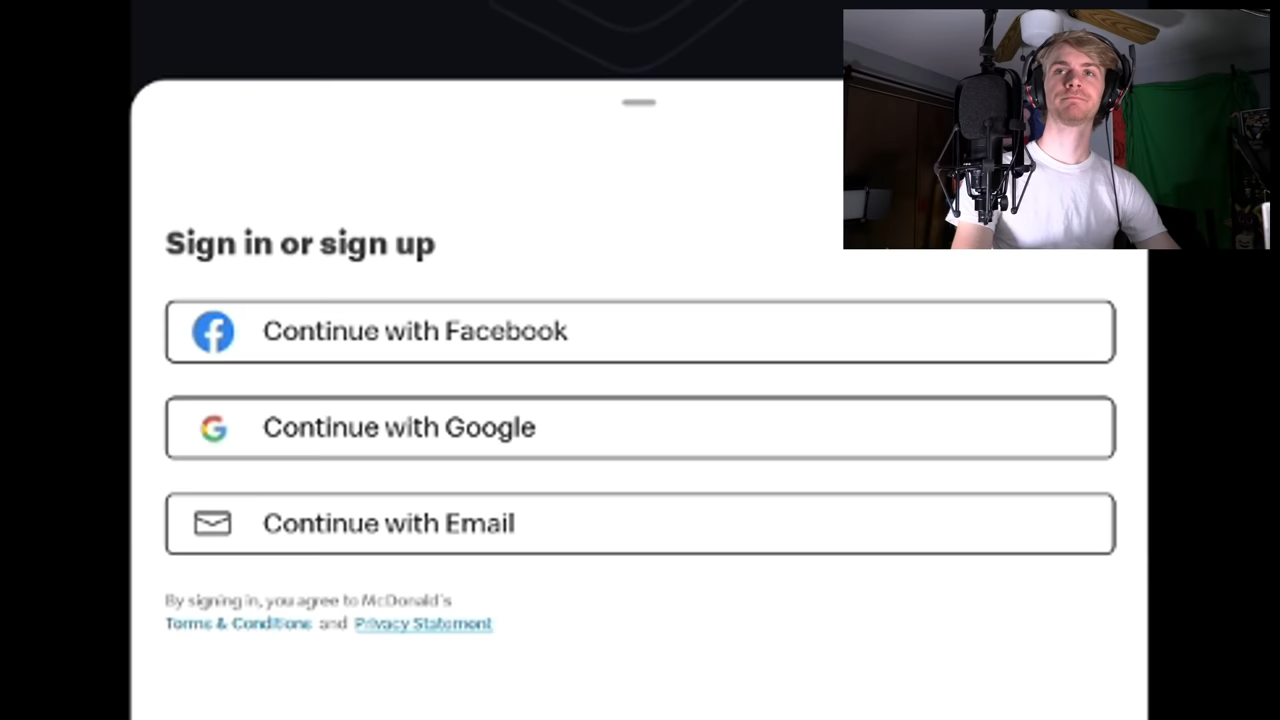 Sign in or sign up
Continue with Facebook
Continue with Google
Continue with Email
By signing in, you agree to McDonald's
Terms & Conditions and Privacy Statement